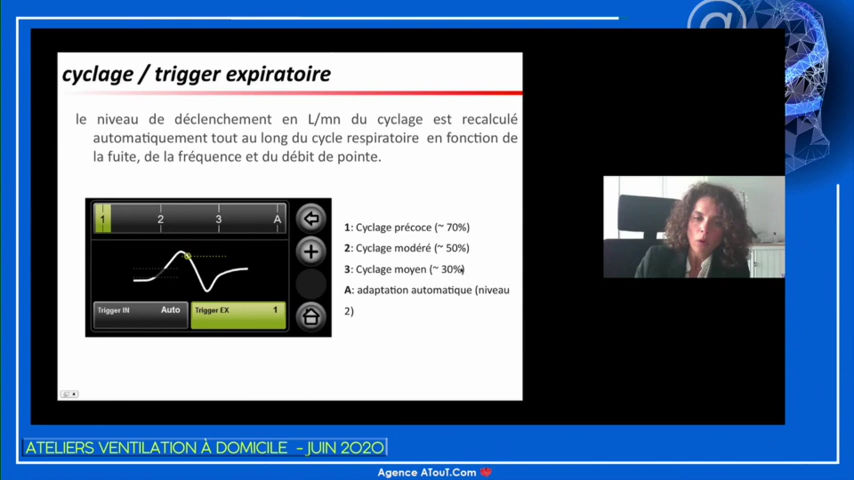 cyclage / trigger expiratoire
le niveau de déclenchement en L/mn du cyclage est recalculé
automatiquement tout au long du cycle respiratoire en fonction de
la fuite, de la fréquence et du débit de pointe.
1 2 3 A
Trigger IN Auto Trigger EX 1
1: Cyclage précoce (~ 70%)
2: Cyclage modéré (~ 50%)
3: Cyclage moyen (~ 30%)
A: adaptation automatique (niveau
2)
ATELIERS VENTILATION À DOMICILE - JUIN 2020
Agence ATouT.Com